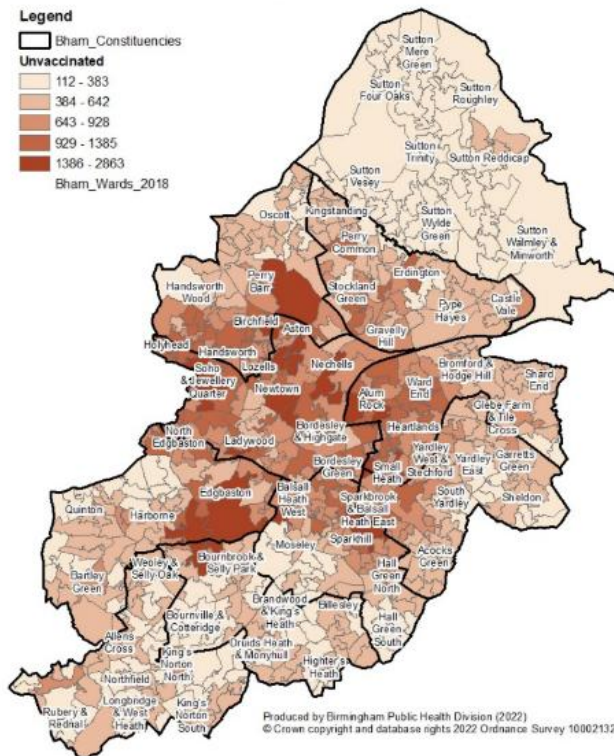 Legend
Bham_Constituencies
Unvaccinated
112 - 383
384 - 642
643 - 928
929 - 1385
1386 - 2863
Bham_Wards_2018
Sutton
Mere
Green
Sutton
Four Oaks
Sutton
Roughley
Sutton
Trinity
Sutton Reddicap
Sutton
Vesey
Sutton
Wylde
Green
Sutton
Walmley &
Minworth
Oscott
Kingstanding
Perry
Common
Erdington
Perry
Barr
Stockland
Green
Handsworth
Wood
Pype
Hayes
Castle
Vale
Birchfield
Aston
Gravelly
Hill
Holyhead
Handsworth
Lozells
Soho
& Jewellery
Quarter
Newtown
Nechells
Alum
Rock
Ward
End
Bromford &
Hodge Hill
Shard
End
Glebe Farm
& Tile
Cross
Heartlands
North
Edgbaston
Ladywood
Bordesley
& Highgate
Bordesley
Green
Small
Heath
Yardley
West &
Stechford
Yardley
East
Garretts
Green
Sheldon
Edgbaston
Balsall
Heath
West
Sparkbrook
& Balsall
Heath East
South
Yardley
Quinton
Harborne
Moseley
Sparkhill
Acocks
Green
Hall
Green
North
Bartley
Green
Weoley &
Selly Oak
Bournbrook &
Selly Park
Brandwood
& King's
Heath
Billesley
Hall
Green
South
Allens
Cross
Bournville &
Cotteridge
Druids Heath
& Monyhull
Highter's
Heath
King's
Norton
North
Northfield
Longbridge
& West
Heath
King's
Norton
South
Rubery &
Rednal
Produced by Birmingham Public Health Division (2022)
© Crown copyright and database rights 2022 Ordnance Survey